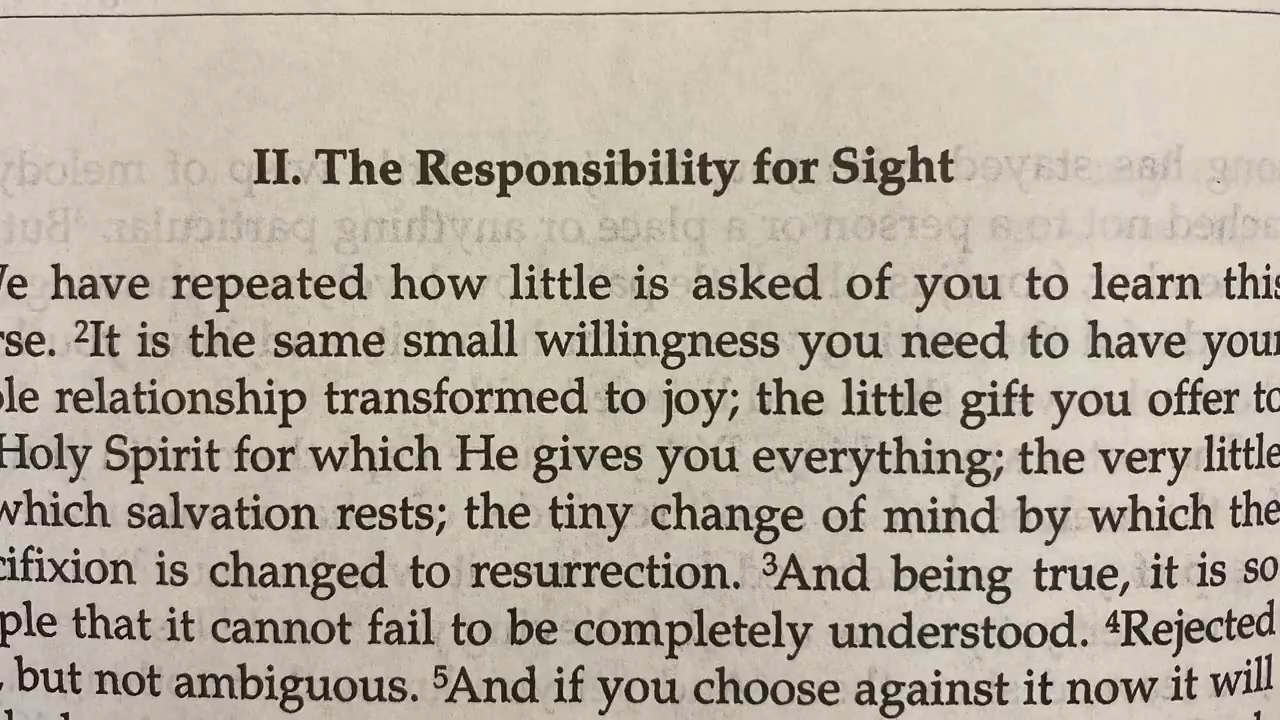 II. The Responsibility for Sight
We have repeated how little is asked of you to learn this
rse. ²It is the same small willingness you need to have your
ole relationship transformed to joy; the little gift you offer to
Holy Spirit for which He gives you everything; the very little
which salvation rests; the tiny change of mind by which the
cifixion is changed to resurrection. ³And being true, it is so
ple that it cannot fail to be completely understood. ⁴Rejected
, but not ambiguous. ⁵And if you choose against it now it will